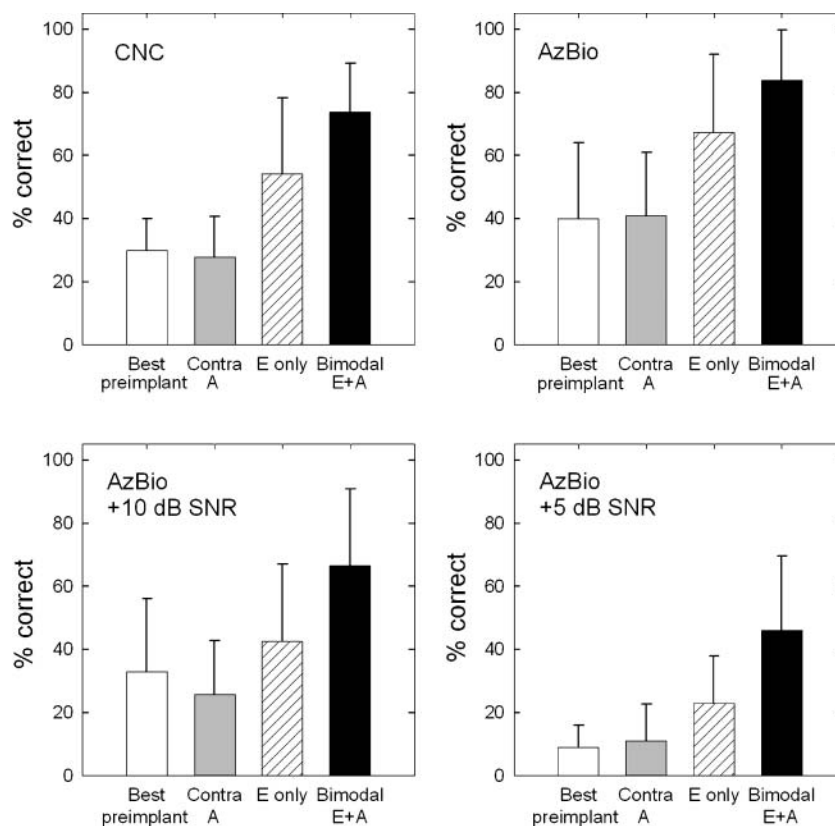 CNC
% correct
100
80
60
40
20
0
Best preimplant
Contra A
E only
Bimodal E+A
AzBio
% correct
100
80
60
40
20
0
Best preimplant
Contra A
E only
Bimodal E+A
AzBio
+10 dB SNR
% correct
100
80
60
40
20
0
Best preimplant
Contra A
E only
Bimodal E+A
AzBio
+5 dB SNR
% correct
100
80
60
40
20
0
Best preimplant
Contra A
E only
Bimodal E+A